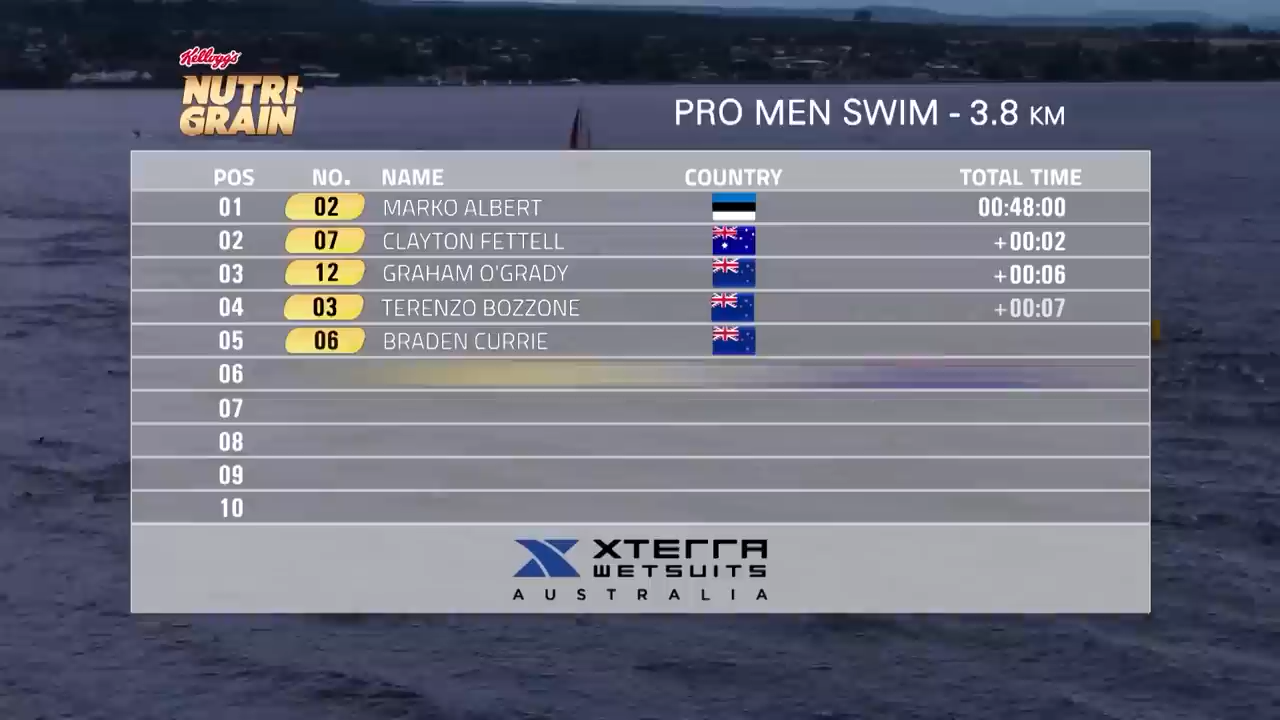 Kellogg's
NUTRI-
GRAIN
PRO MEN SWIM - 3.8 KM
POS NO. NAME COUNTRY TOTAL TIME
01 02 MARKO ALBERT 00:48:00
02 07 CLAYTON FETTELL +00:02
03 12 GRAHAM O'GRADY +00:06
04 03 TERENZO BOZZONE +00:07
05 06 BRADEN CURRIE
06
07
08
09
10
XTERRA
WETSUITS
AUSTRALIA